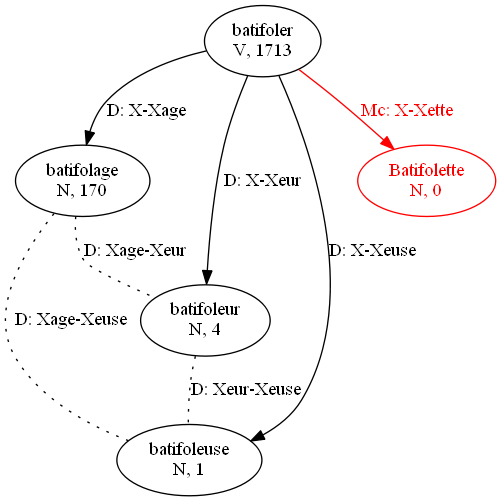 batifoler
V, 1713
D: X-Xage
Mc: X-Xette
batifolage
N, 170
D: X-Xeur
Batifolette
N, 0
D: Xage-Xeur
D: X-Xeuse
D: Xage-Xeuse
batifoleur
N, 4
D: Xeur-Xeuse
batifoleuse
N, 1